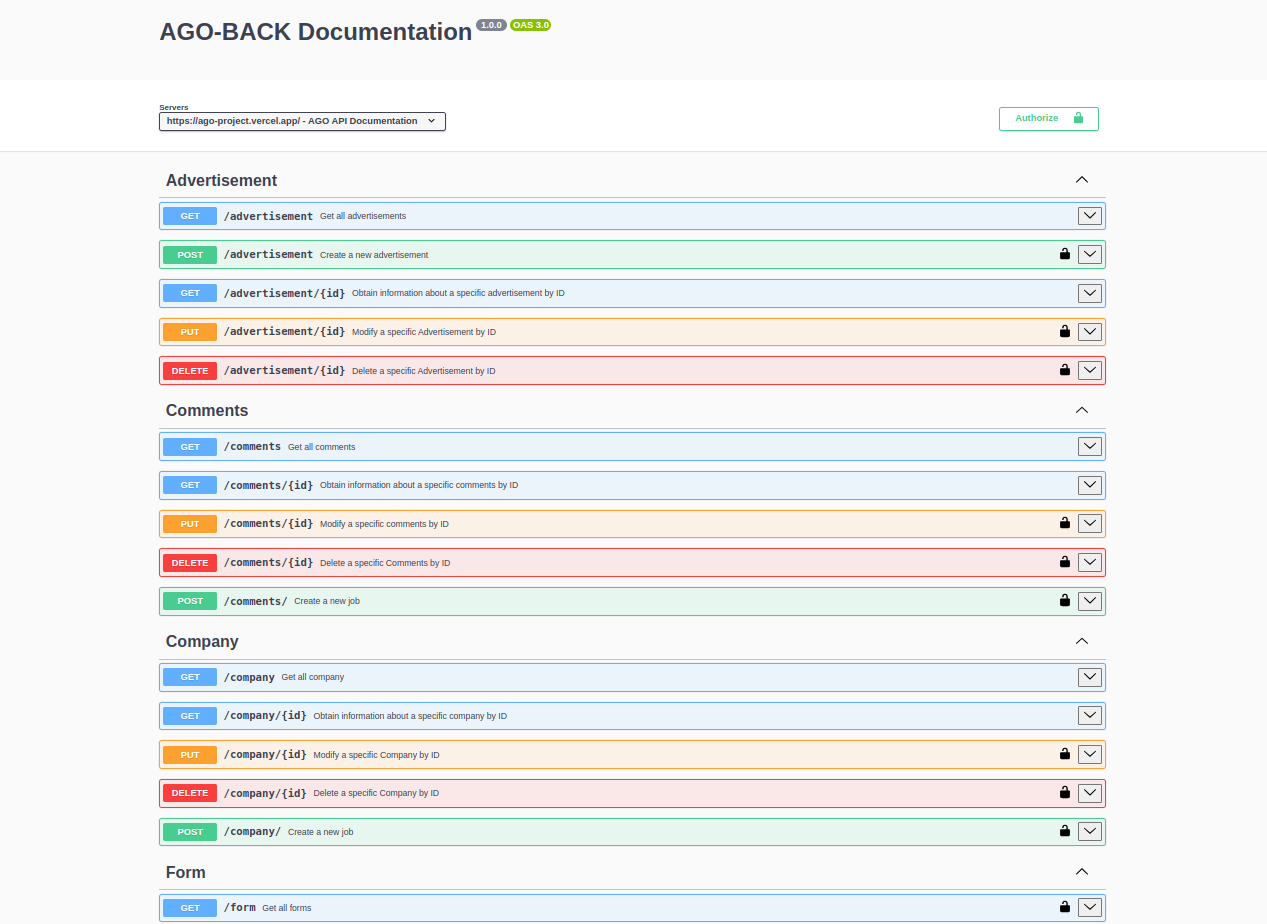 AGO-BACK Documentation 1.0.0 OAS 3.0
Servers
https://ago-project.vercel.app/ - AGO API Documentation
Authorize
Advertisement
GET /advertisement Get all advertisements
POST /advertisement Create a new advertisement
GET /advertisement/{id} Obtain information about a specific advertisement by ID
PUT /advertisement/{id} Modify a specific Advertisement by ID
DELETE /advertisement/{id} Delete a specific Advertisement by ID
Comments
GET /comments Get all comments
GET /comments/{id} Obtain information about a specific comments by ID
PUT /comments/{id} Modify a specific comments by ID
DELETE /comments/{id} Delete a specific Comments by ID
POST /comments/ Create a new job
Company
GET /company Get all company
GET /company/{id} Obtain information about a specific company by ID
PUT /company/{id} Modify a specific Company by ID
DELETE /company/{id} Delete a specific Company by ID
POST /company/ Create a new job
Form
GET /form Get all forms